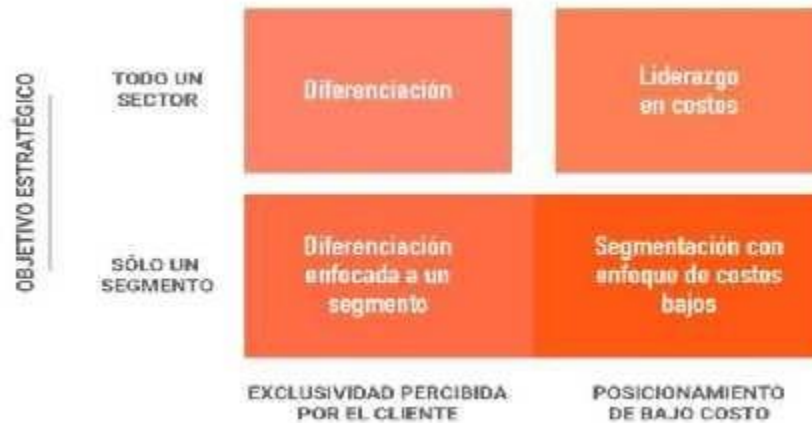 OBJETIVO ESTRATÉGICO
TODO UN
SECTOR
Diferenciación
Liderazgo
en costos
SÓLO UN
SEGMENTO
Diferenciación
enfocada a un
segmento
Segmentación con
enfoque de costos
bajos
EXCLUSIVIDAD PERCIBIDA
POR EL CLIENTE
POSICIONAMIENTO
DE BAJO COSTO